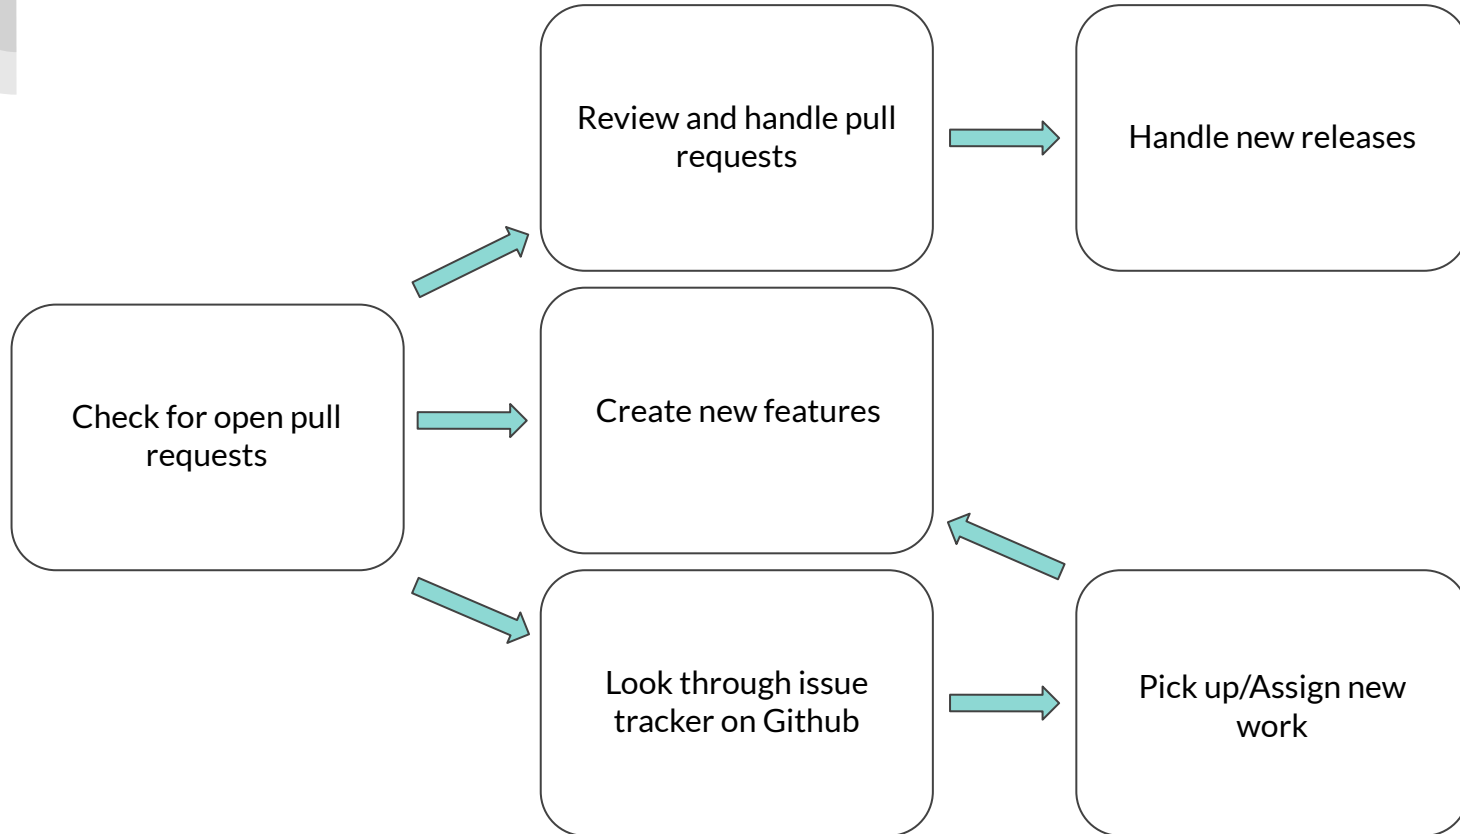 Review and handle pull
requests
Handle new releases
Check for open pull
requests
Create new features
Look through issue
tracker on Github
Pick up/Assign new
work